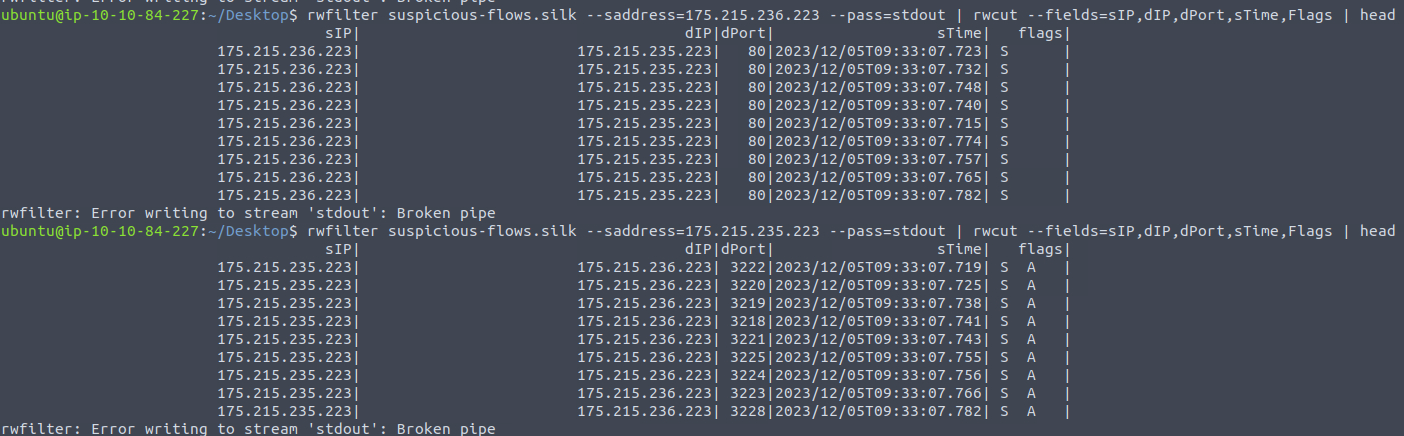 rwfilter: Error writing to stream 'stdout': Broken pipe
ubuntu@ip-10-10-84-227:~/Desktop$ rwfilter suspicious-flows.silk --saddress=175.215.236.223 --pass=stdout | rwcut --fields=sIP,dIP,dPort,sTime,Flags | head
sIP| dIP|dPort| sTime| flags|
175.215.236.223| 175.215.235.223| 80|2023/12/05T09:33:07.723| S |
175.215.236.223| 175.215.235.223| 80|2023/12/05T09:33:07.732| S |
175.215.236.223| 175.215.235.223| 80|2023/12/05T09:33:07.748| S |
175.215.236.223| 175.215.235.223| 80|2023/12/05T09:33:07.740| S |
175.215.236.223| 175.215.235.223| 80|2023/12/05T09:33:07.715| S |
175.215.236.223| 175.215.235.223| 80|2023/12/05T09:33:07.774| S |
175.215.236.223| 175.215.235.223| 80|2023/12/05T09:33:07.757| S |
175.215.236.223| 175.215.235.223| 80|2023/12/05T09:33:07.765| S |
175.215.236.223| 175.215.235.223| 80|2023/12/05T09:33:07.782| S |
rwfilter: Error writing to stream 'stdout': Broken pipe
ubuntu@ip-10-10-84-227:~/Desktop$ rwfilter suspicious-flows.silk --saddress=175.215.235.223 --pass=stdout | rwcut --fields=sIP,dIP,dPort,sTime,Flags | head
sIP| dIP|dPort| sTime| flags|
175.215.235.223| 175.215.236.223| 3222|2023/12/05T09:33:07.719| S A |
175.215.235.223| 175.215.236.223| 3220|2023/12/05T09:33:07.725| S A |
175.215.235.223| 175.215.236.223| 3219|2023/12/05T09:33:07.738| S A |
175.215.235.223| 175.215.236.223| 3218|2023/12/05T09:33:07.741| S A |
175.215.235.223| 175.215.236.223| 3221|2023/12/05T09:33:07.743| S A |
175.215.235.223| 175.215.236.223| 3225|2023/12/05T09:33:07.755| S A |
175.215.235.223| 175.215.236.223| 3224|2023/12/05T09:33:07.756| S A |
175.215.235.223| 175.215.236.223| 3223|2023/12/05T09:33:07.766| S A |
175.215.235.223| 175.215.236.223| 3228|2023/12/05T09:33:07.782| S A |
rwfilter: Error writing to stream 'stdout': Broken pipe